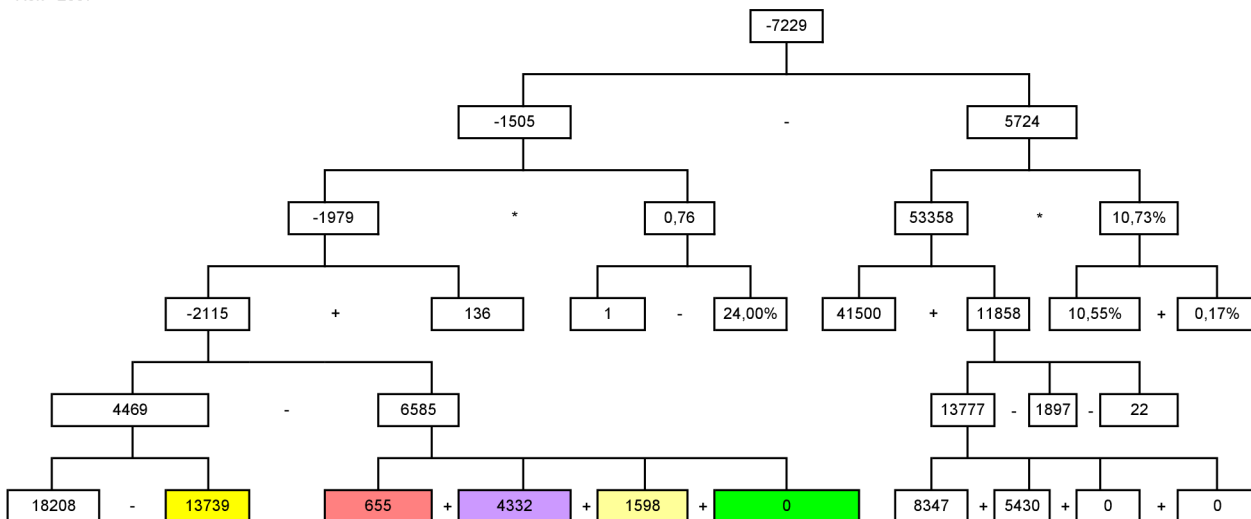 -7229
-1505 - 5724
-1979 * 0,76 53358 * 10,73%
-2115 + 136 1 - 24,00% 41500 + 11858 10,55% + 0,17%
4469 - 6585 13777 - 1897 - 22
18208 - 13739 655 + 4332 + 1598 + 0 8347 + 5430 + 0 + 0